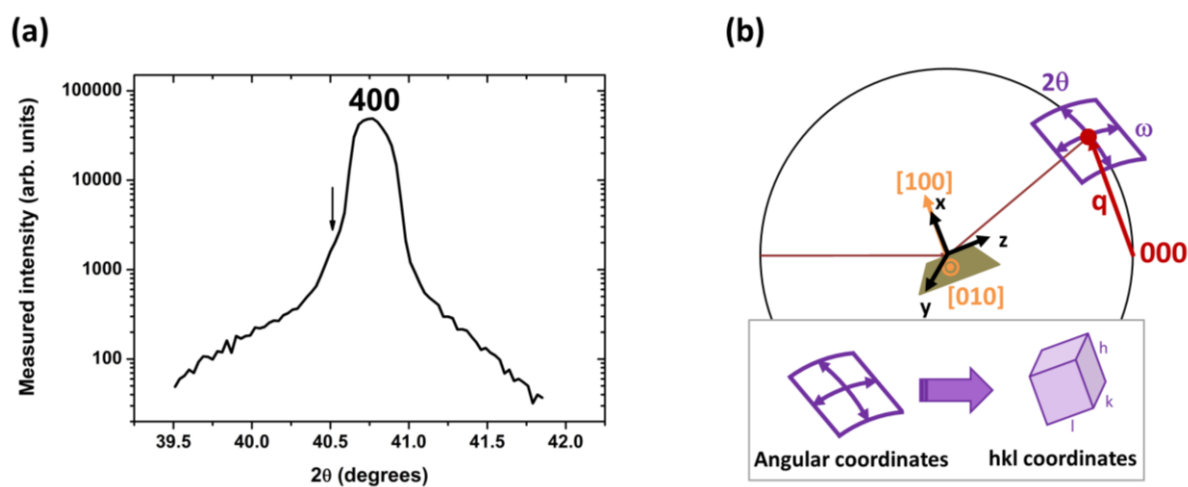 (a)
Measured intensity (arb. units)
100000
10000
1000
100
400
39.5 40.0 40.5 41.0 41.5 42.0
2θ (degrees)
(b)
2θ
ω
[100]
x
z
q
000
y
[010]
h
k
l
Angular coordinates
hkl coordinates